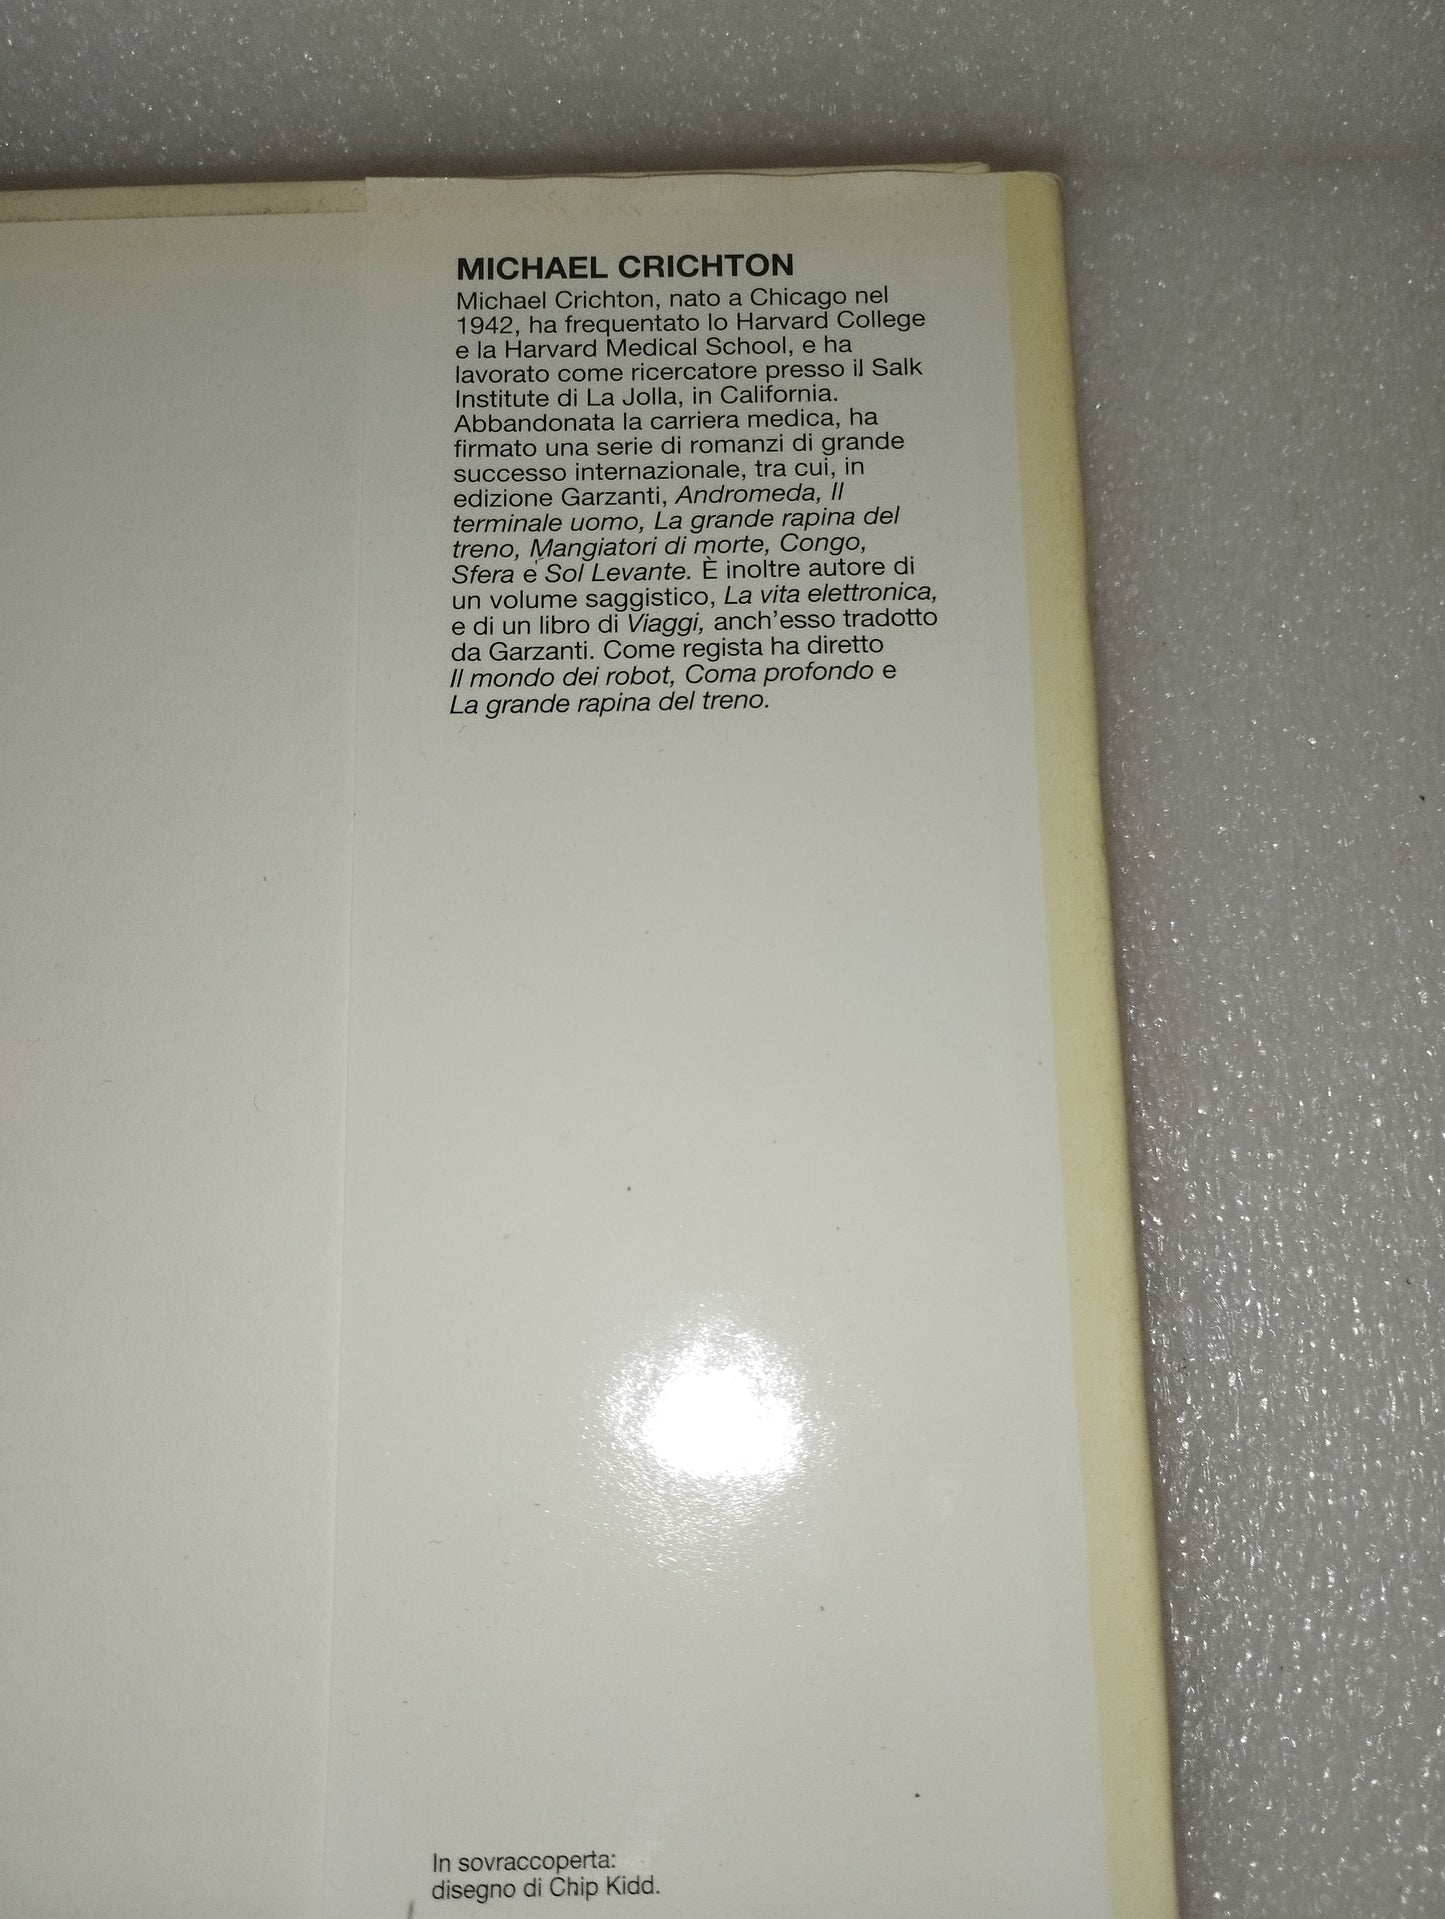 MICHAEL CRICHTON
Michael Crichton, nato a Chicago nel
1942, ha frequentato lo Harvard College
e la Harvard Medical School, e ha
lavorato come ricercatore presso il Salk
Institute di La Jolla, in California.
Abbandonata la carriera medica, ha
firmato una serie di romanzi di grande
successo internazionale, tra cui, in
edizione Garzanti, Andromeda, Il
terminale uomo, La grande rapina del
treno, Mangiatori di morte, Congo,
Sfera e Sol Levante. È inoltre autore di
un volume saggistico, La vita elettronica,
e di un libro di Viaggi, anch'esso tradotto
da Garzanti. Come regista ha diretto
Il mondo dei robot, Coma profondo e
La grande rapina del treno.
In sovraccoperta:
disegno di Chip Kidd.